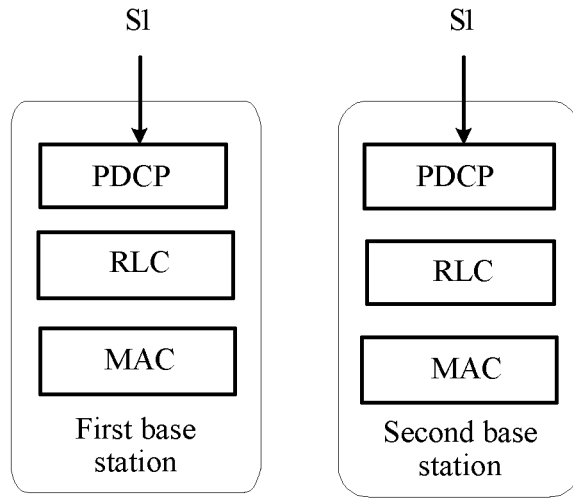 S1
PDCP
RLC
MAC
First base
station
S1
PDCP
RLC
MAC
Second base
station